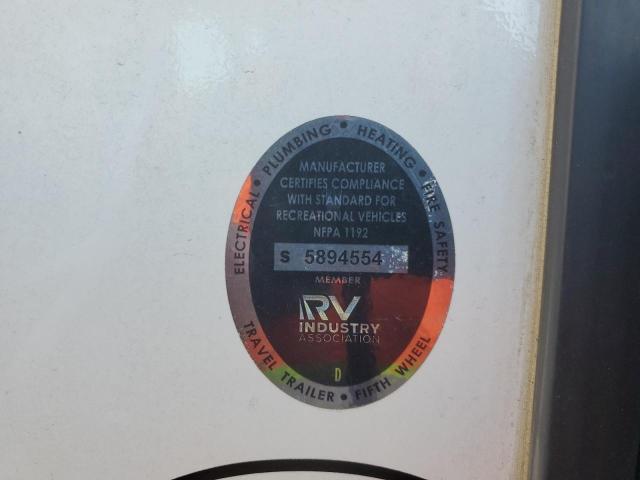 ELECTRICAL • PLUMBING • HEATING • FIRE SAFETY
MANUFACTURER
CERTIFIES COMPLIANCE
WITH STANDARD FOR
RECREATIONAL VEHICLES
NFPA 1192
S 5894554
MEMBER
RV
INDUSTRY
ASSOCIATION
D
TRAVEL TRAILER • FIFTH WHEEL